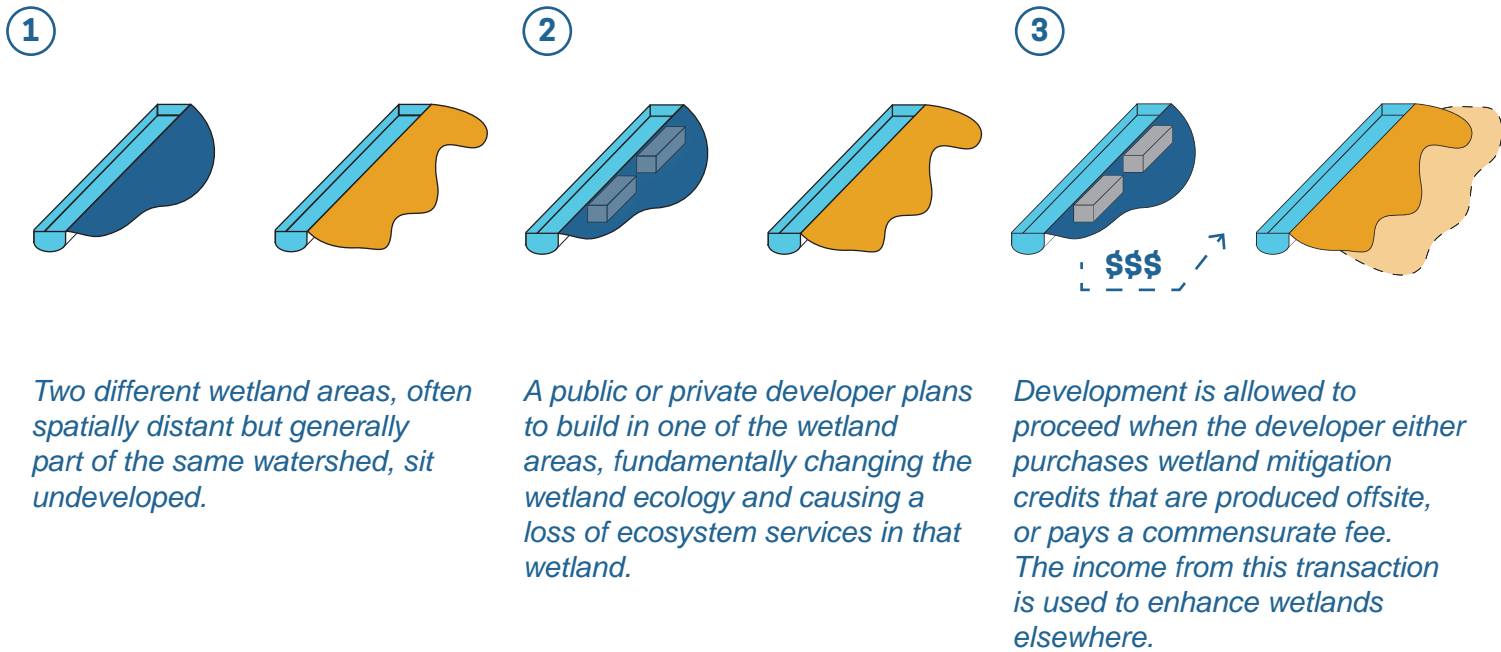 1
2
3
$$$
Two different wetland areas, often
spatially distant but generally
part of the same watershed, sit
undeveloped.
A public or private developer plans
to build in one of the wetland
areas, fundamentally changing the
wetland ecology and causing a
loss of ecosystem services in that
wetland.
Development is allowed to
proceed when the developer either
purchases wetland mitigation
credits that are produced offsite,
or pays a commensurate fee.
The income from this transaction
is used to enhance wetlands
elsewhere.